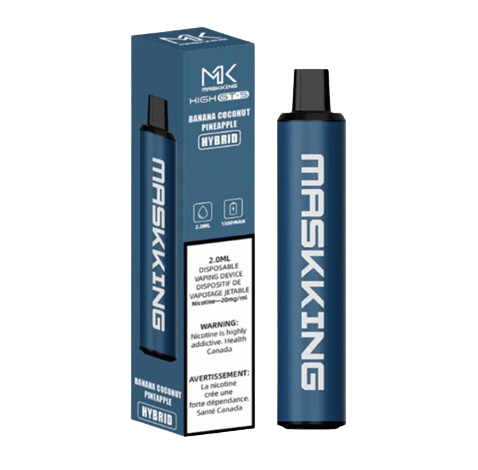 MK
MASKKING
HIGH GT-S
BANANA COCONUT
PINEAPPLE
HYBRID
2.0ML
1300MAH
2.0ML
DISPOSABLE
VAPING DEVICE
DISPOSITIF DE
VAPOTAGE JETABLE
Nicotine—20mg/ml
WARNING:
Nicotine is highly
addictive. Health
Canada
AVERTISSEMENT:
La nicotine
crée une
forte dépendance.
Santé Canada
MASKKING
BANANA COCONUT
PINEAPPLE
HYBRID
MASKKING